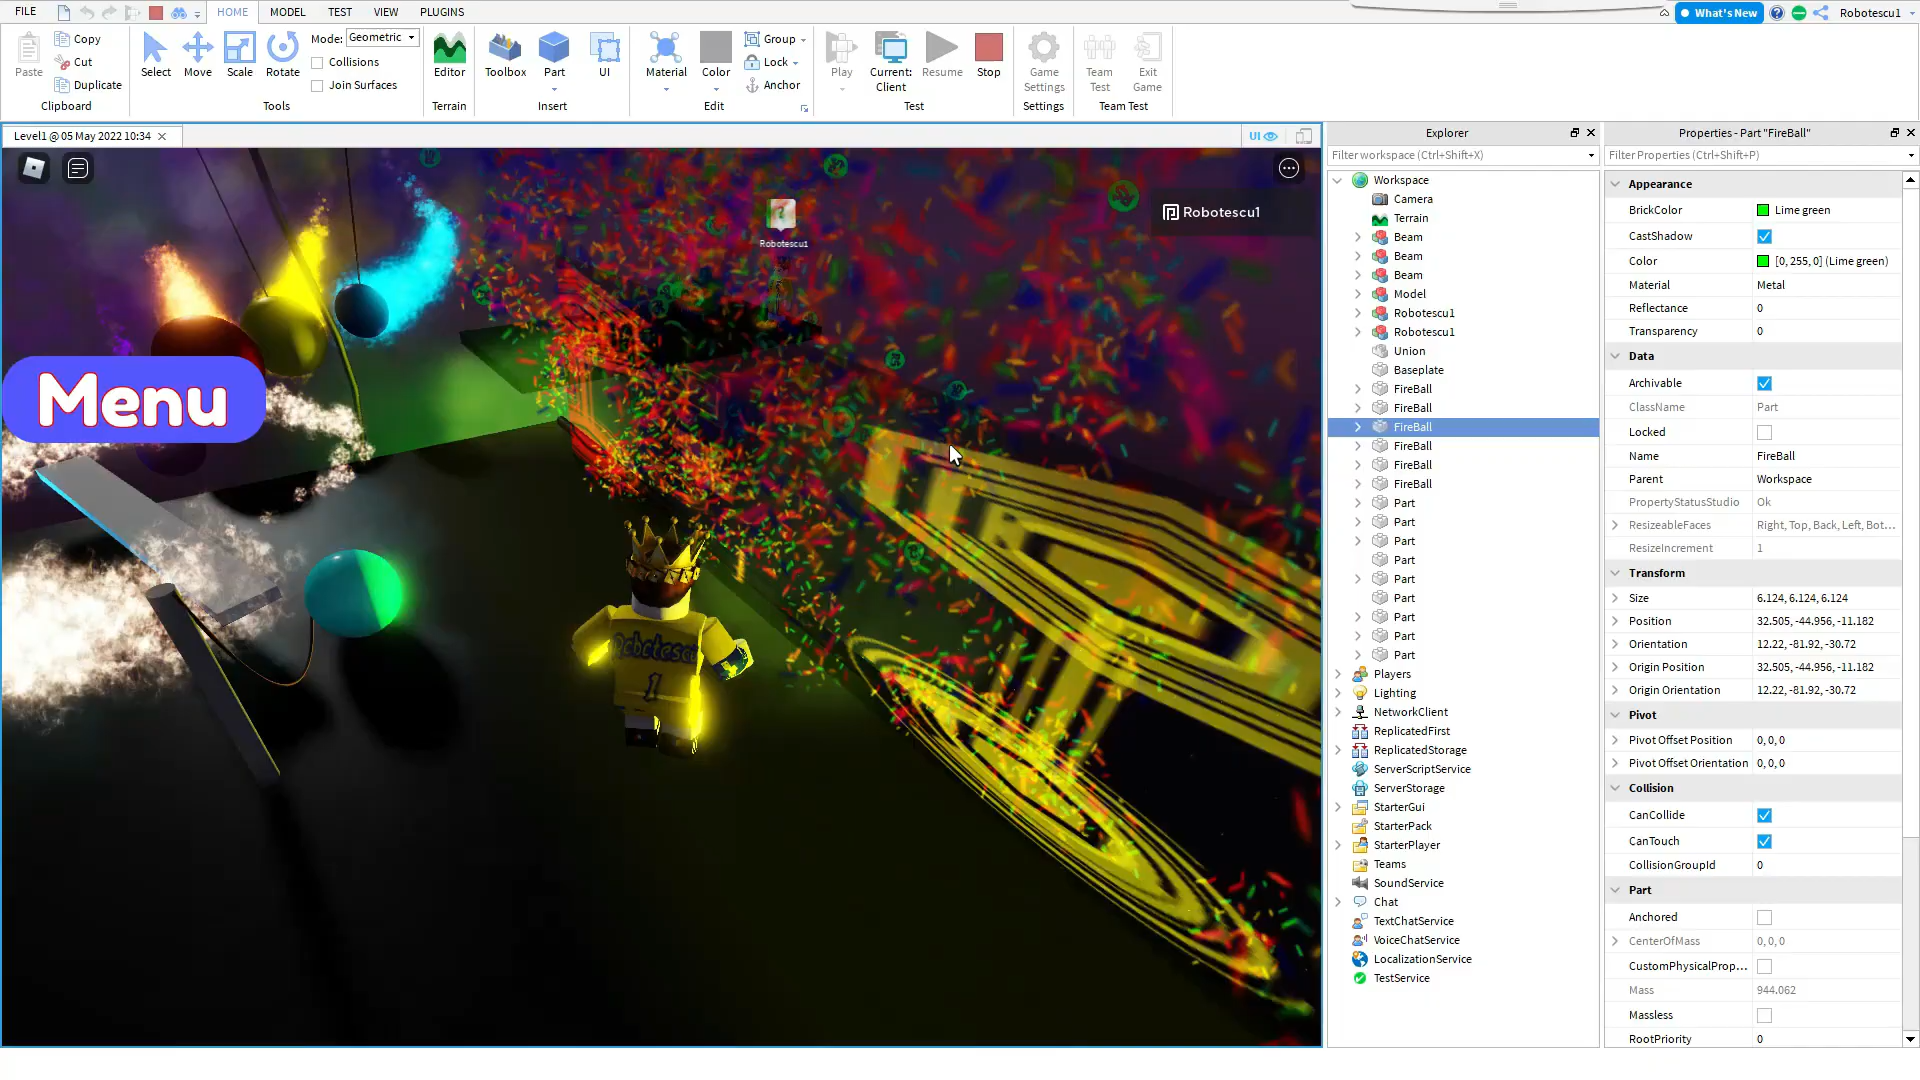 FILE HOME MODEL TEST VIEW PLUGINS What's New Robotescu1
Copy
Cut
Paste
Duplicate
Clipboard
Select Move Scale Rotate
Mode: Geometric
Collisions
Join Surfaces
Tools
Editor
Terrain
Toolbox Part UI
Insert
Material Color
Group
Lock
Anchor
Edit
Play
Current: Client
Resume
Stop
Test
Game Settings
Settings
Team Test
Exit Game
Team Test
Level1 @ 05 May 2022 10:34
UI
Robotescu1
Robotescu1
Menu
1
Explorer
Filter workspace (Ctrl+Shift+X)
Workspace
Camera
Terrain
Beam
Beam
Beam
Model
Robotescu1
Robotescu1
Union
Baseplate
FireBall
FireBall
FireBall
FireBall
FireBall
FireBall
Part
Part
Part
Part
Part
Part
Part
Part
Part
Players
Lighting
NetworkClient
ReplicatedFirst
ReplicatedStorage
ServerScriptService
ServerStorage
StarterGui
StarterPack
StarterPlayer
Teams
SoundService
Chat
TextChatService
VoiceChatService
LocalizationService
TestService
Properties - Part "FireBall"
Filter Properties (Ctrl+Shift+P)
Appearance
BrickColor Lime green
CastShadow
Color [0, 255, 0] (Lime green)
Material Metal
Reflectance 0
Transparency 0
Data
Archivable
ClassName Part
Locked
Name FireBall
Parent Workspace
PropertyStatusStudio Ok
ResizeableFaces Right, Top, Back, Left, Bot...
ResizeIncrement 1
Transform
Size 6.124, 6.124, 6.124
Position 32.505, -44.956, -11.182
Orientation 12.22, -81.92, -30.72
Origin Position 32.505, -44.956, -11.182
Origin Orientation 12.22, -81.92, -30.72
Pivot
Pivot Offset Position 0, 0, 0
Pivot Offset Orientation 0, 0, 0
Collision
CanCollide
CanTouch
CollisionGroupId 0
Part
Anchored
CenterOfMass 0, 0, 0
CustomPhysicalProp...
Mass 944.062
Massless
RootPriority 0